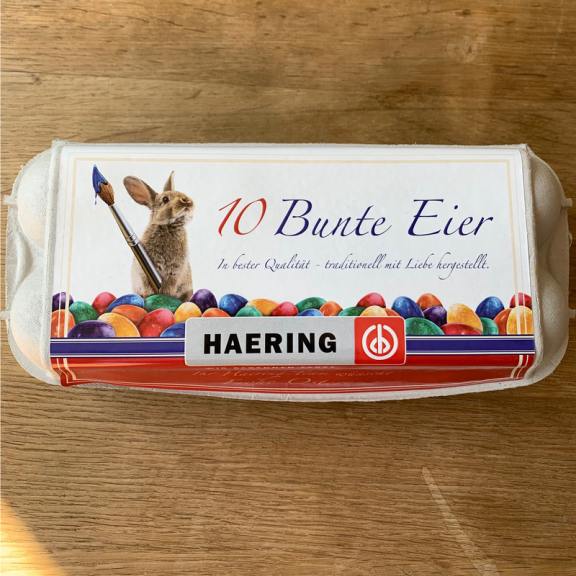 10 Bunte Eier
In bester Qualität - traditionell mit Liebe hergestellt.
HAERING